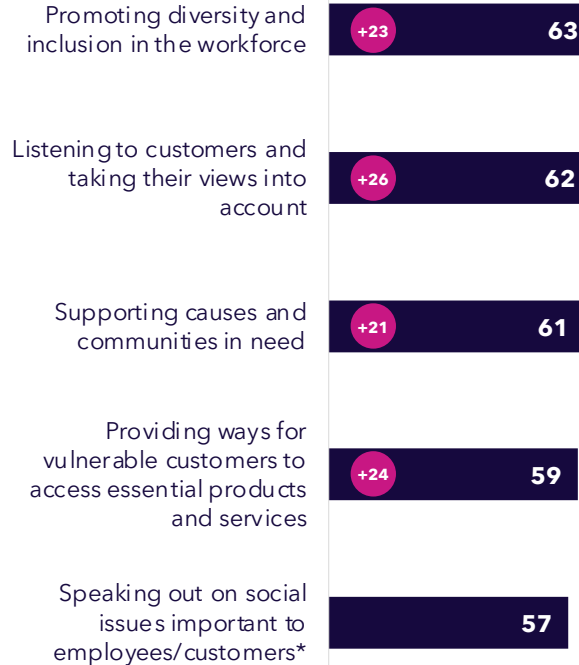 Promoting diversity and
inclusion in the workforce
+23
63
Listening to customers and
taking their views into
account
+26
62
Supporting causes and
communities in need
+21
61
Providing ways for
vulnerable customers to
access essential products
and services
+24
59
Speaking out on social
issues important to
employees/customers*
57